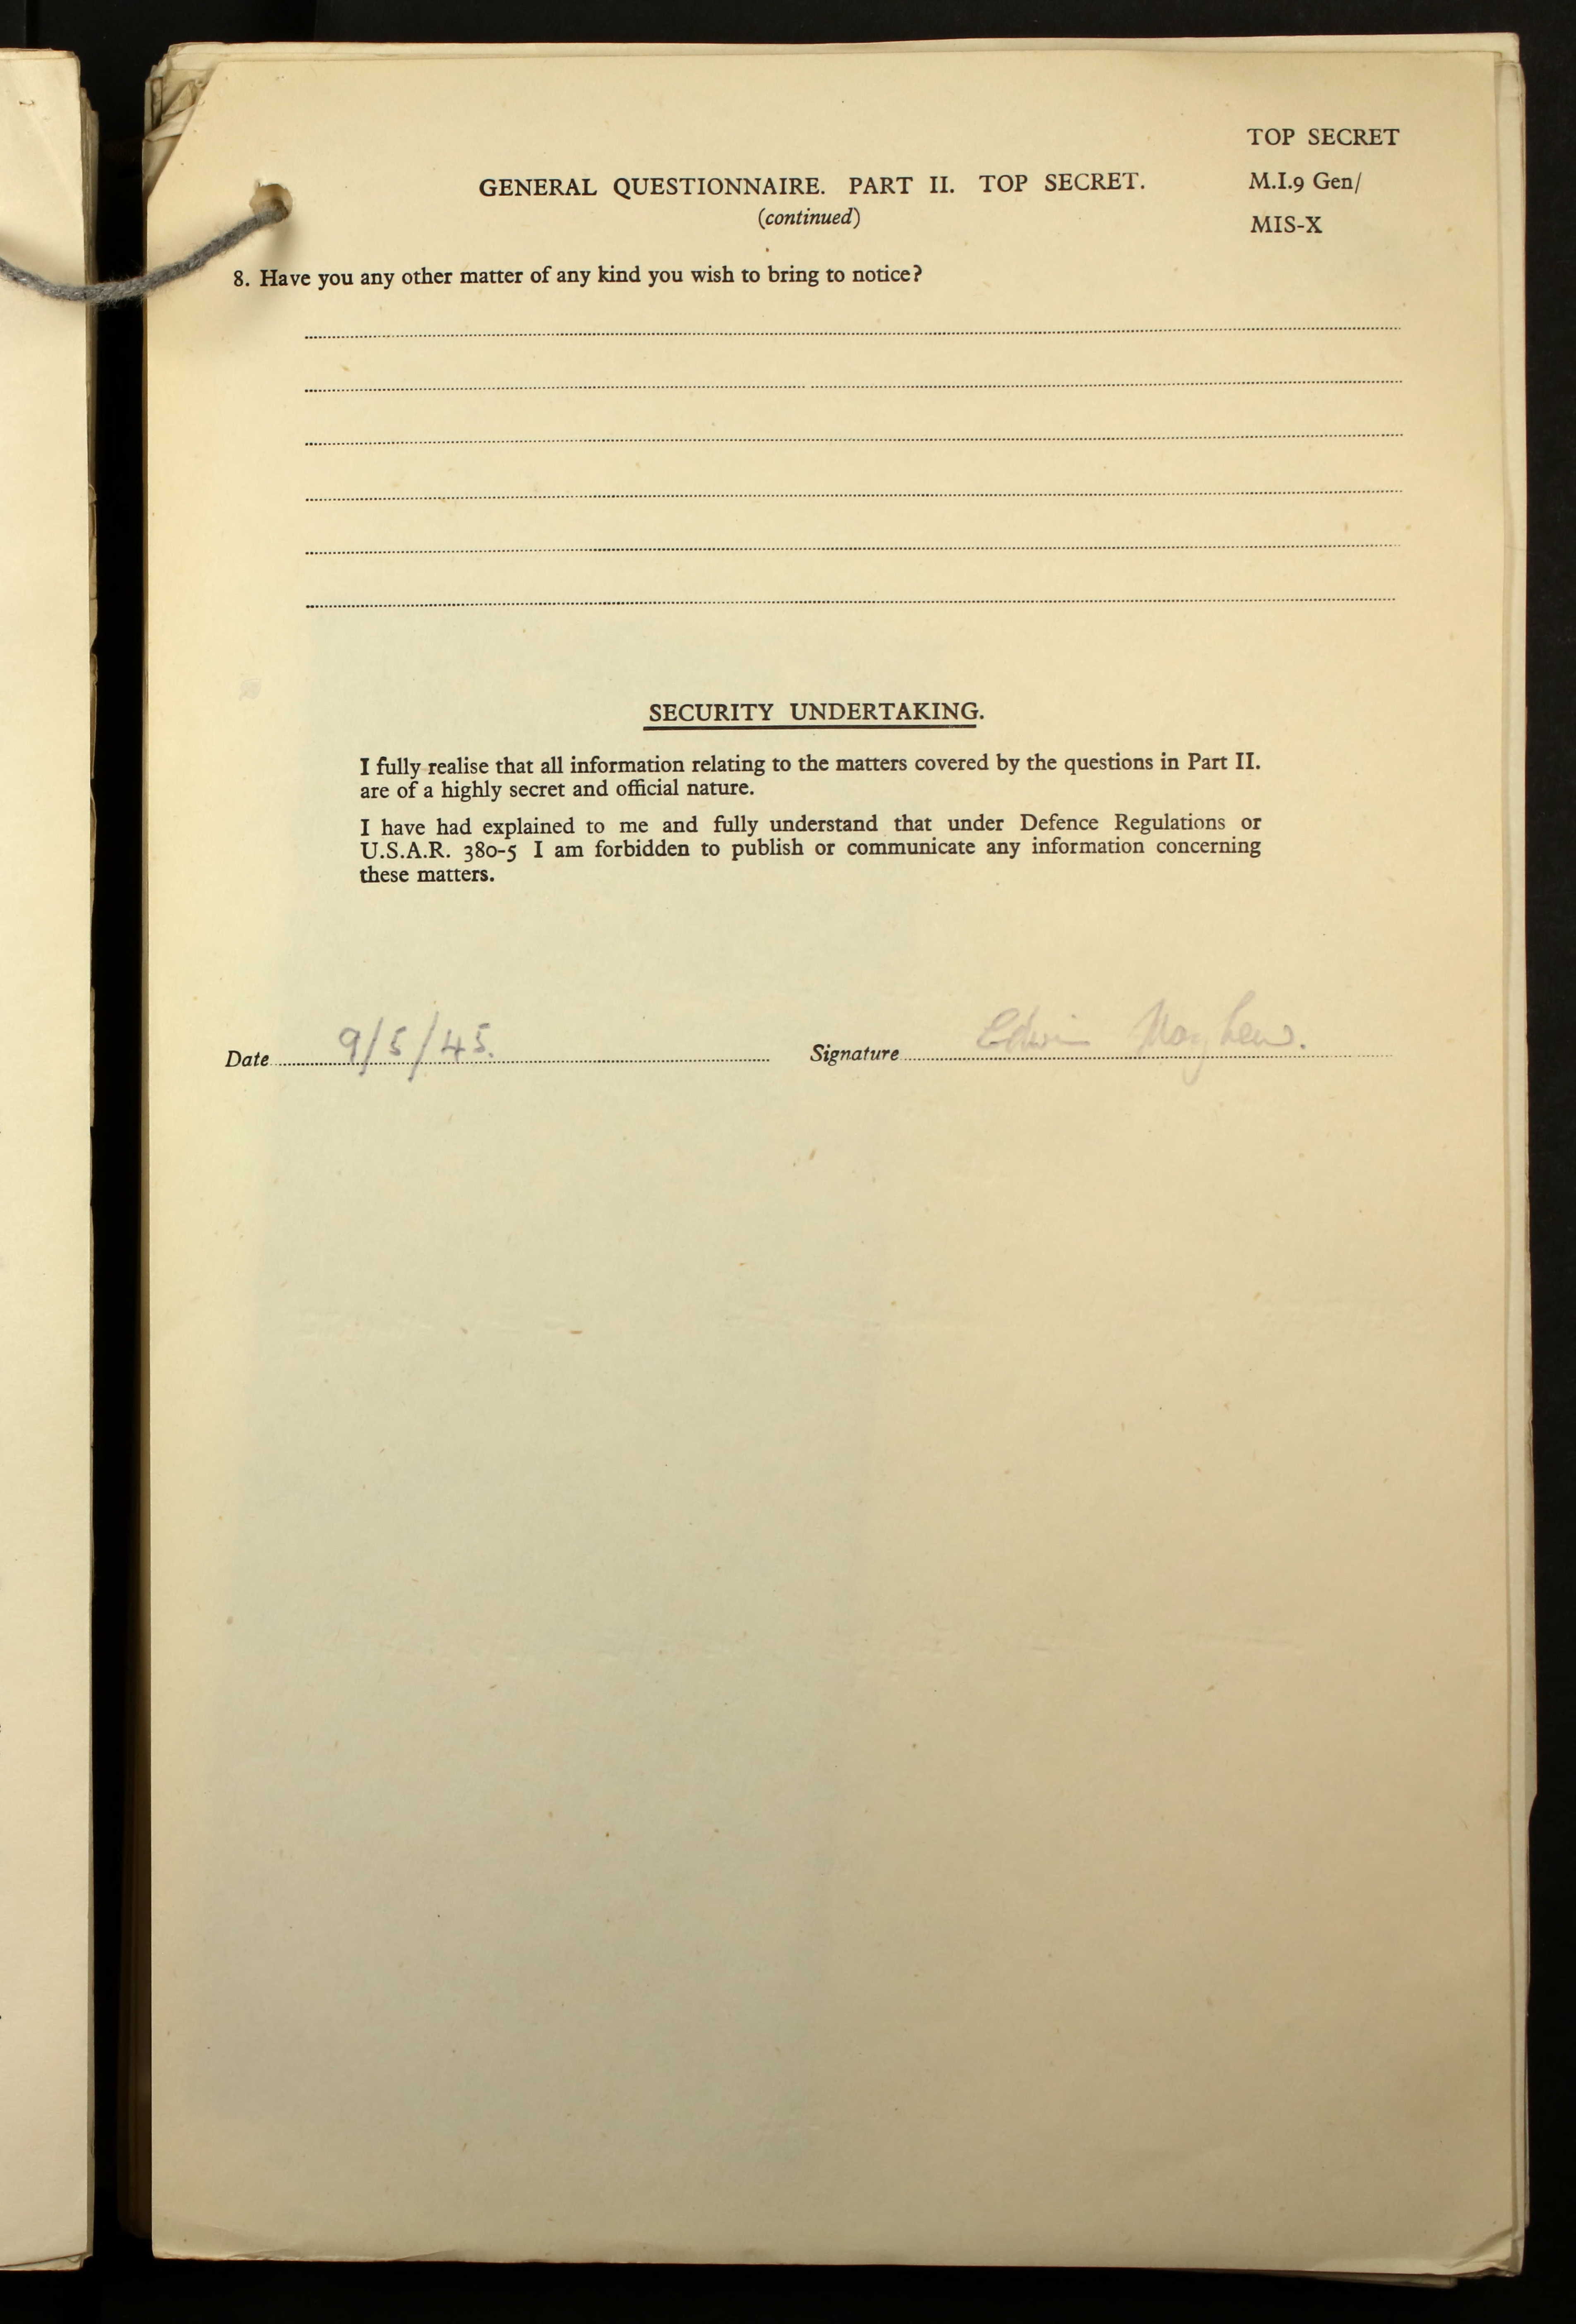 TOP SECRET
GENERAL QUESTIONNAIRE. PART II. TOP SECRET.
M.I.9 Gen/
(continued)
MIS-X
8. Have you any other matter of any kind you wish to bring to notice?
SECURITY UNDERTAKING.
I fully realise that all information relating to the matters covered by the questions in Part II.
are of a highly secret and official nature.
I have had explained to me and fully understand that under Defence Regulations or
U.S.A.R. 380-5 I am forbidden to publish or communicate any information concerning
these matters.
Date 9/5/45. Signature Edwin Mayhew.